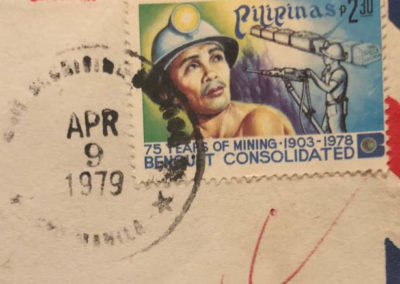 Pilipinas P2.30
75 YEARS OF MINING·1903-1978
BENGUET CONSOLIDATED
APR
9
1979
MANILA